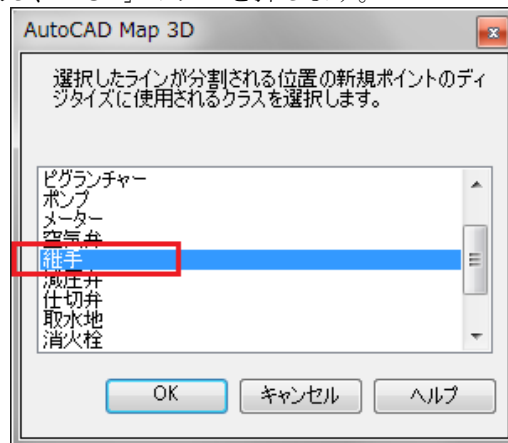 AutoCAD Map 3D
選択したラインが分割される位置の新規ポイントのディ
ジタイズに使用されるクラスを選択します。
ピグランチャー
ポンプ
メーター
空気弁
継手
減圧弁
仕切弁
取水地
消火栓
OK
キャンセル
ヘルプ